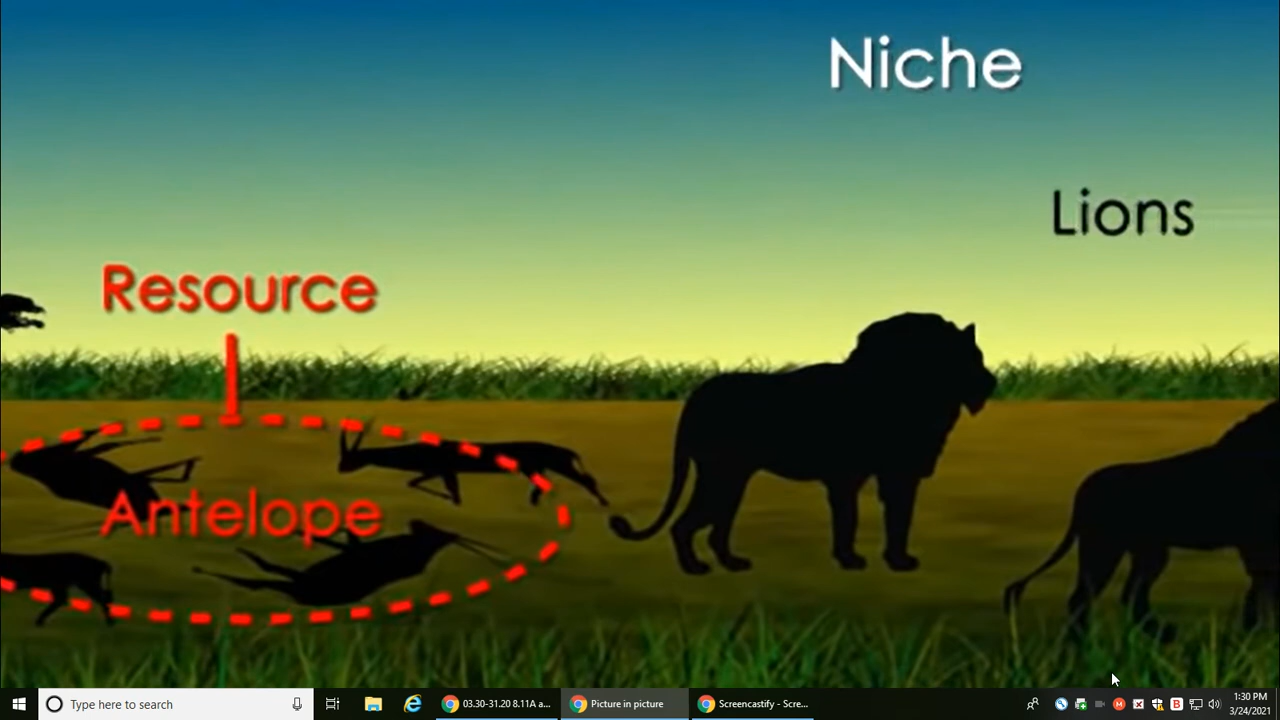 Niche
Lions
Resource
Antelope
Type here to search
03.30-31.20 8.11A a...
Picture in picture
Screencastify - Scre...
1:30 PM
3/24/2021